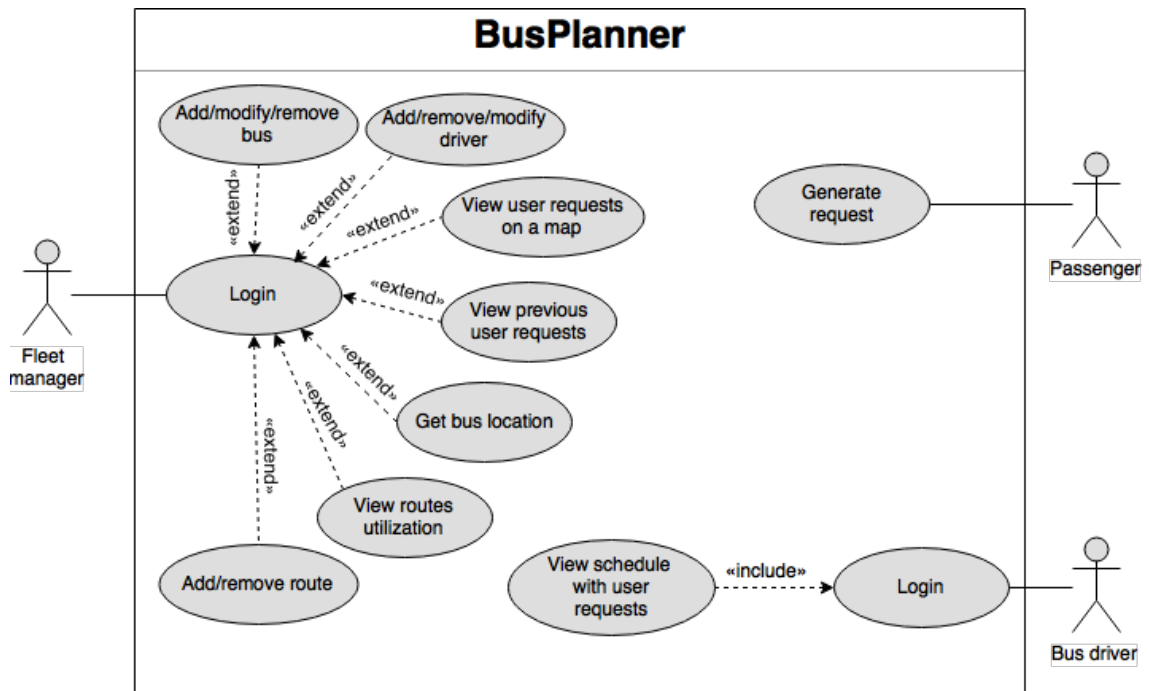 BusPlanner
Add/modify/remove
bus
Add/remove/modify
driver
«extend»
«extend»
View user requests
on a map
«extend»
Generate
request
Passenger
Login
«extend»
View previous
user requests
Fleet
manager
«extend»
Get bus location
«extend»
«extend»
View routes
utilization
Add/remove route
View schedule
with user
requests
«include»
Login
Bus driver